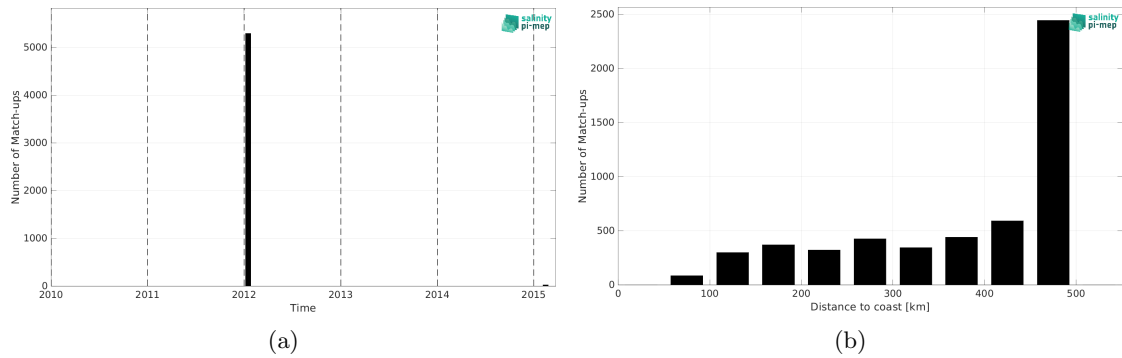 salinity
pi-mep
Number of Match-ups
5000
4000
3000
2000
1000
0
2010
2011
2012
2013
2014
2015
Time
(a)
salinity
pi-mep
Number of Match-ups
2500
2000
1500
1000
500
0
0
100
200
300
400
500
Distance to coast [km]
(b)